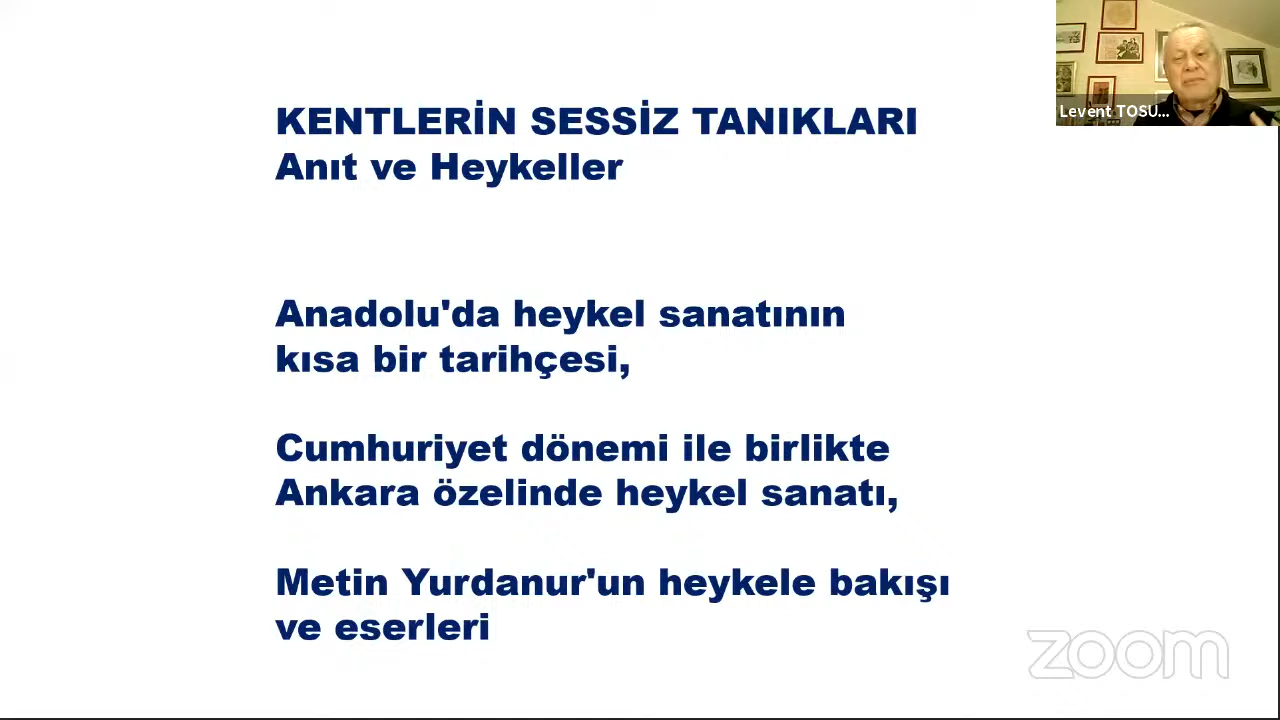 KENTLERİN SESSİZ TANIKLARI
Anıt ve Heykeller
Anadolu'da heykel sanatının
kısa bir tarihçesi,
Cumhuriyet dönemi ile birlikte
Ankara özelinde heykel sanatı,
Metin Yurdanur'un heykele bakışı
ve eserleri
Levent TOSU...
zoom